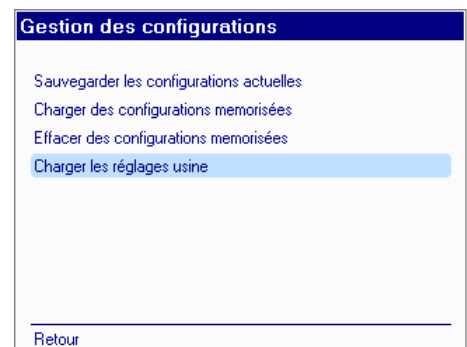 Gestion des configurations
Sauvegarder les configurations actuelles
Charger des configurations memorisées
Effacer des configurations memorisées
Charger les réglages usine
Retour